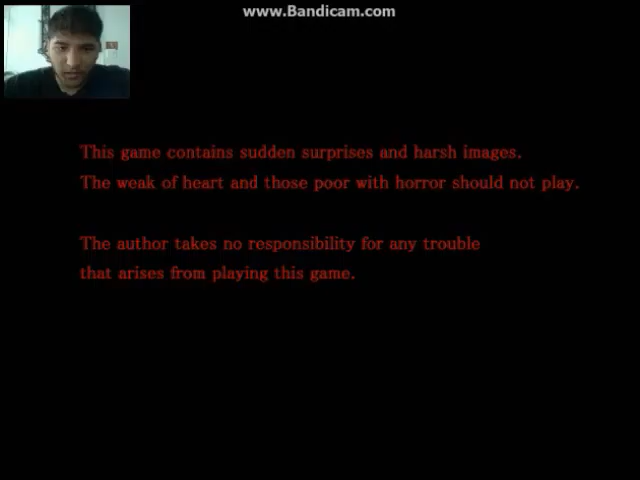 www.Bandicam.com
This game contains sudden surprises and harsh images.
The weak of heart and those poor with horror should not play.
The author takes no responsibility for any trouble
that arises from playing this game.